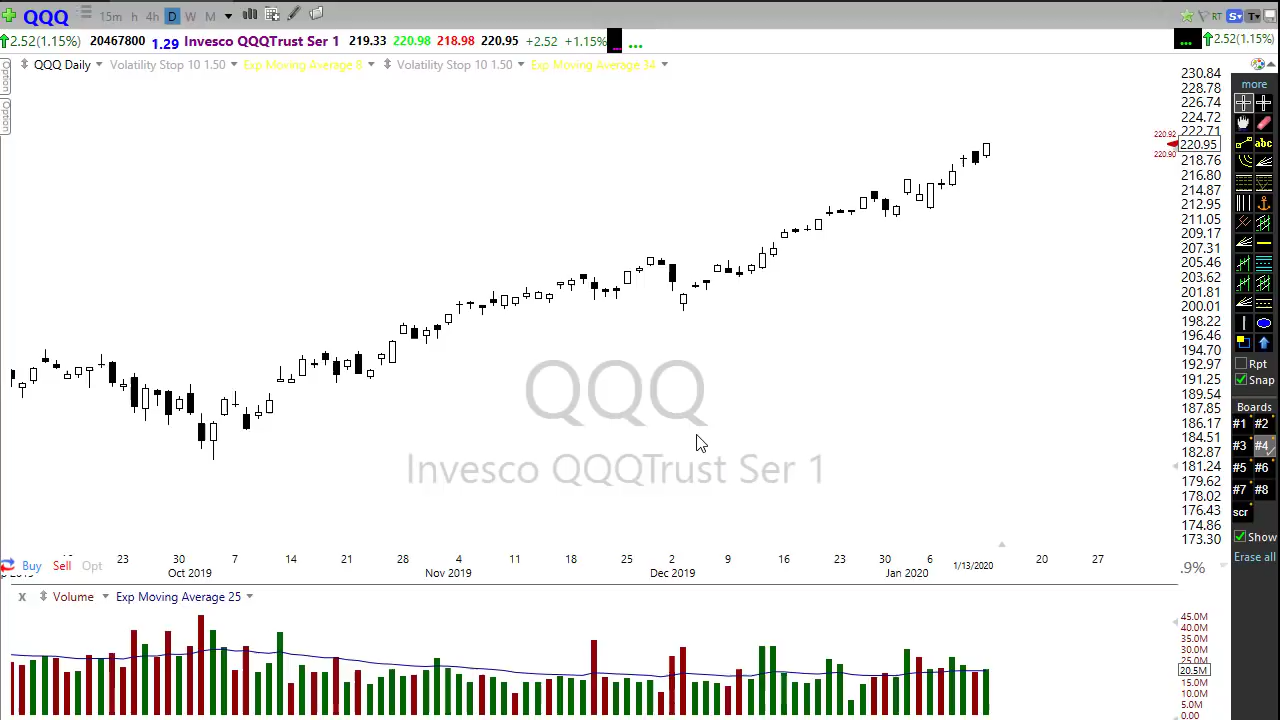 QQQ 15m h 4h D W M RT S T
2.52(1.15%) 20467800 1.29 Invesco QQQTrust Ser 1 219.33 220.98 218.98 220.95 +2.52 +1.15% ... ... 2.52(1.15%)
QQQ Daily Volatility Stop 10 1.50 Exp Moving Average 8 Volatility Stop 10 1.50 Exp Moving Average 34
Option
Option
230.84
228.78
226.74
224.72
222.71
220.92
220.95
220.90
218.76
216.80
214.87
212.95
211.05
209.17
207.31
205.46
203.62
201.81
200.01
198.22
196.46
194.70
192.97
191.25
189.54
187.85
186.17
184.51
182.87
181.24
179.62
178.02
176.43
174.86
173.30
QQQ
Invesco QQQTrust Ser 1
more
abc
Rpt
Snap
Boards
#1 #2
#3 #4
#5 #6
#7 #8
scr
Show
Erase all
23 30 7 14 21 28 4 11 18 25 2 9 16 23 30 6 1/13/2020 20 27
Oct 2019 Nov 2019 Dec 2019 Jan 2020
Buy Sell Opt
.9%
x Volume Exp Moving Average 25
45.0M
40.0M
35.0M
30.0M
25.0M
20.5M
15.0M
10.0M
5.0M
0.00